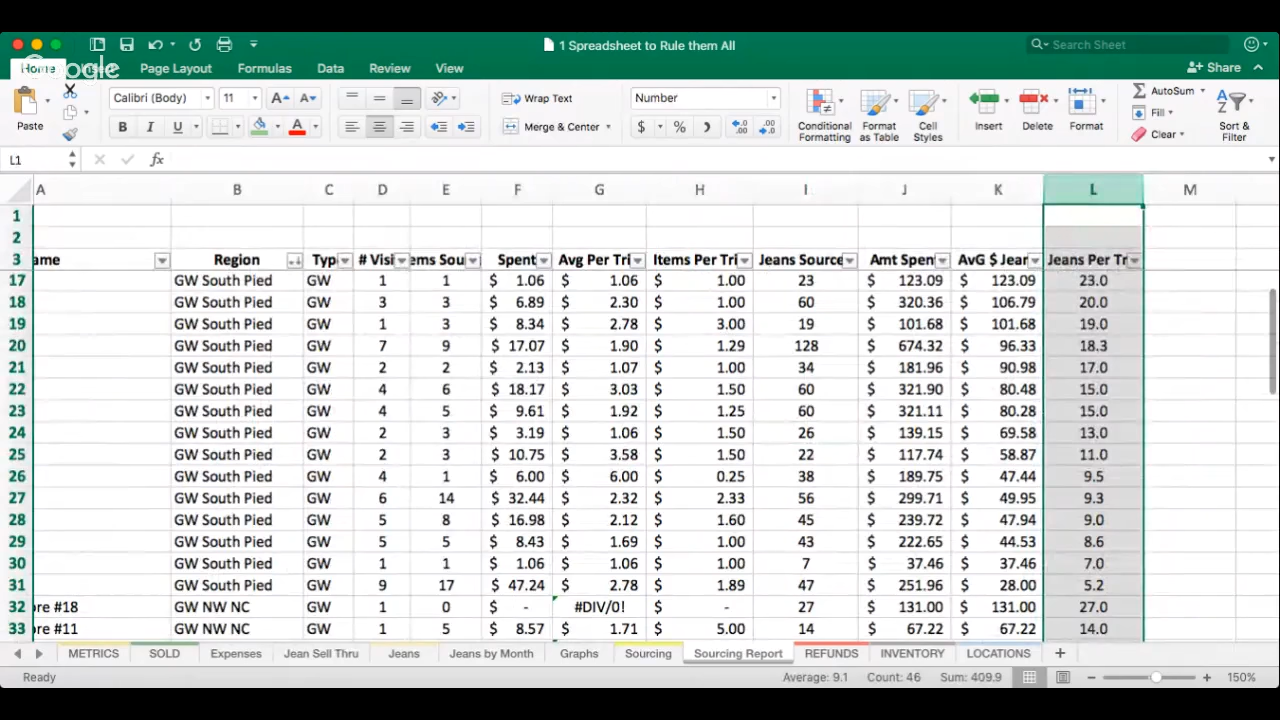 1 Spreadsheet to Rule them All
Search Sheet
Google
Home Page Layout Formulas Data Review View
Share
Paste
Calibri (Body) 11 A A
Wrap Text
Number
AutoSum
B I U A
Merge & Center
$ % )
Conditional Formatting
Format as Table
Cell Styles
Insert
Delete
Format
Fill
Clear
Sort & Filter
L1 fx
A B C D E F G H I J K L M
1
2
3 ame Region Typ # Visi ems Sou Spent Avg Per Tri Items Per Tri Jeans Source Amt Spen AvG $ Jear Jeans Per Tr
17 GW South Pied GW 1 1 $ 1.06 $ 1.06 $ 1.00 23 $ 123.09 $ 123.09 23.0
18 GW South Pied GW 3 3 $ 6.89 $ 2.30 $ 1.00 60 $ 320.36 $ 106.79 20.0
19 GW South Pied GW 1 3 $ 8.34 $ 2.78 $ 3.00 19 $ 101.68 $ 101.68 19.0
20 GW South Pied GW 7 9 $ 17.07 $ 1.90 $ 1.29 128 $ 674.32 $ 96.33 18.3
21 GW South Pied GW 2 2 $ 2.13 $ 1.07 $ 1.00 34 $ 181.96 $ 90.98 17.0
22 GW South Pied GW 4 6 $ 18.17 $ 3.03 $ 1.50 60 $ 321.90 $ 80.48 15.0
23 GW South Pied GW 4 5 $ 9.61 $ 1.92 $ 1.25 60 $ 321.11 $ 80.28 15.0
24 GW South Pied GW 2 3 $ 3.19 $ 1.06 $ 1.50 26 $ 139.15 $ 69.58 13.0
25 GW South Pied GW 2 3 $ 10.75 $ 3.58 $ 1.50 22 $ 117.74 $ 58.87 11.0
26 GW South Pied GW 4 1 $ 6.00 $ 6.00 $ 0.25 38 $ 189.75 $ 47.44 9.5
27 GW South Pied GW 6 14 $ 32.44 $ 2.32 $ 2.33 56 $ 299.71 $ 49.95 9.3
28 GW South Pied GW 5 8 $ 16.98 $ 2.12 $ 1.60 45 $ 239.72 $ 47.94 9.0
29 GW South Pied GW 5 5 $ 8.43 $ 1.69 $ 1.00 43 $ 222.65 $ 44.53 8.6
30 GW South Pied GW 1 1 $ 1.06 $ 1.06 $ 1.00 7 $ 37.46 $ 37.46 7.0
31 GW South Pied GW 9 17 $ 47.24 $ 2.78 $ 1.89 47 $ 251.96 $ 28.00 5.2
32 ore #18 GW NW NC GW 1 0 $ - #DIV/0! $ - 27 $ 131.00 $ 131.00 27.0
33 ore #11 GW NW NC GW 1 5 $ 8.57 $ 1.71 $ 5.00 14 $ 67.22 $ 67.22 14.0
METRICS SOLD Expenses Jean Sell Thru Jeans Jeans by Month Graphs Sourcing Sourcing Report REFUNDS INVENTORY LOCATIONS +
Ready Average: 9.1 Count: 46 Sum: 409.9 150%